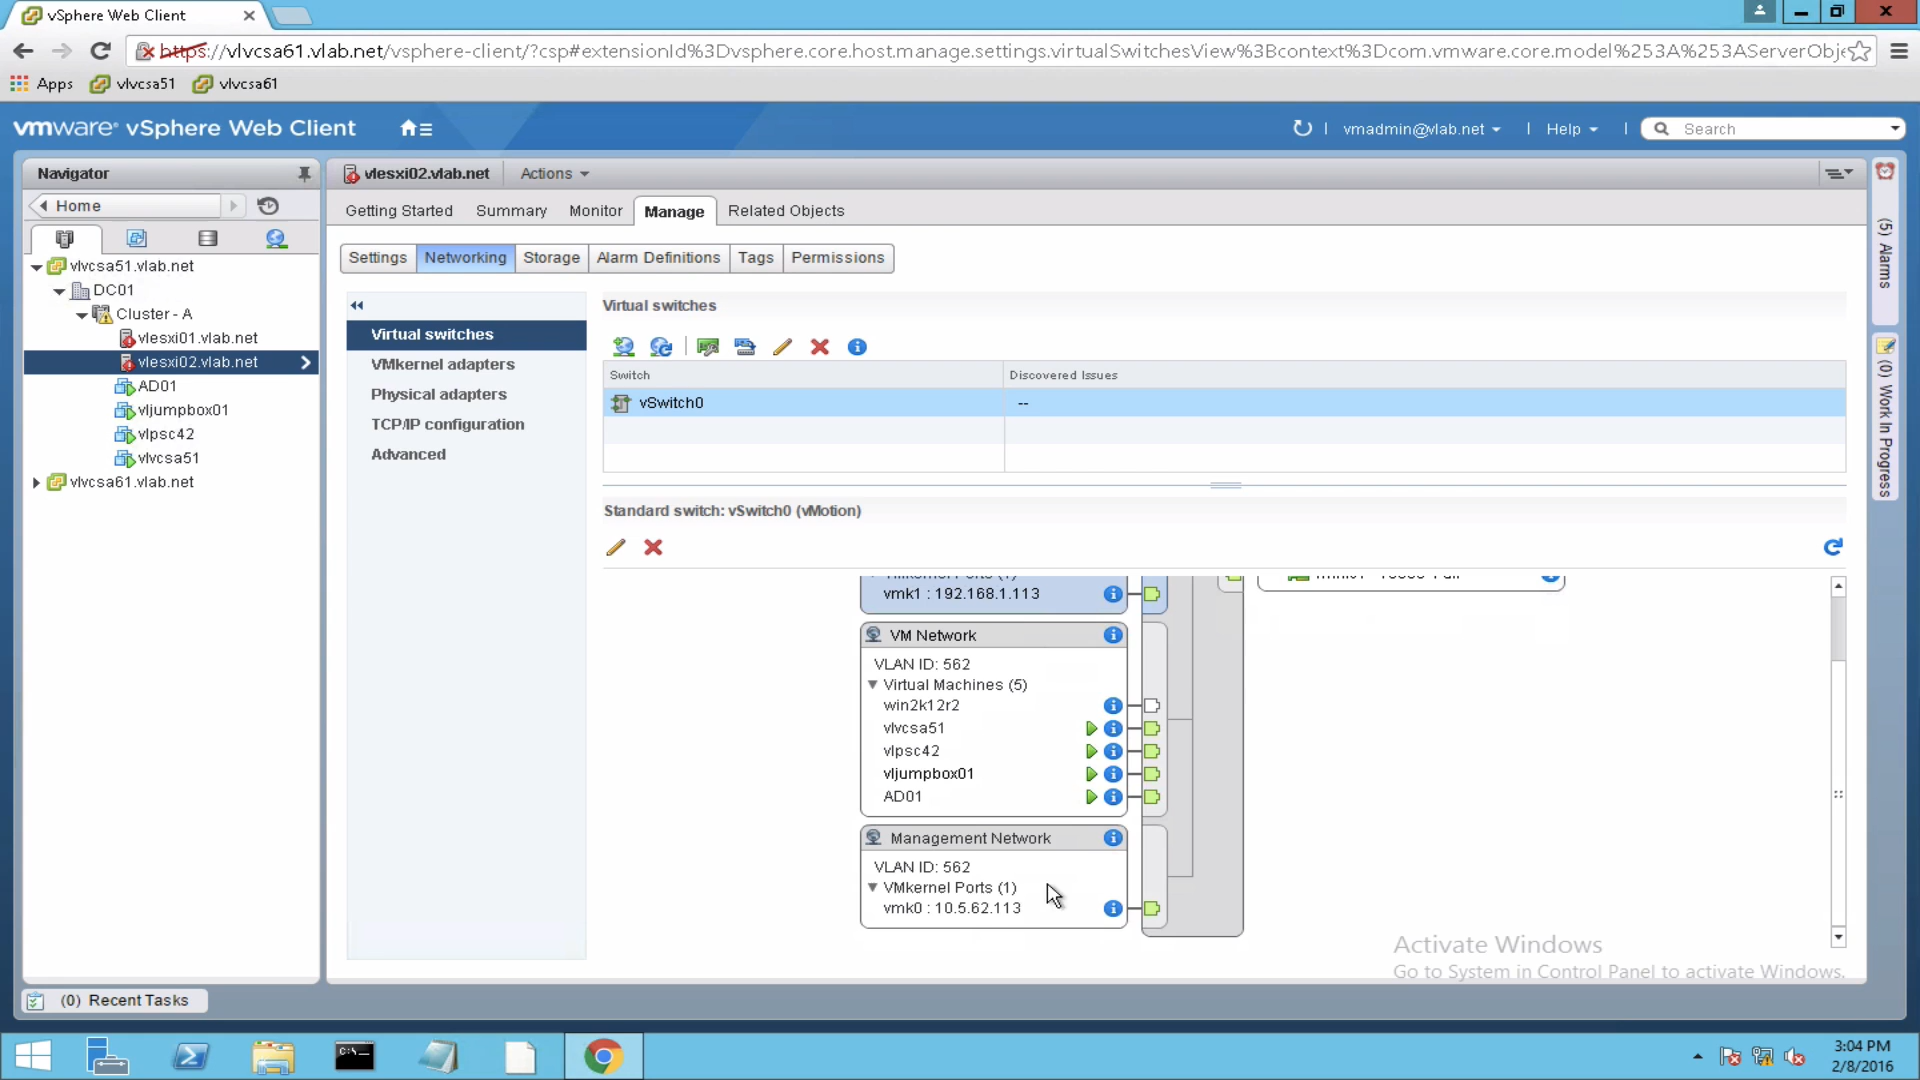 vSphere Web Client
https://vlvcsa61.vlab.net/vsphere-client/?csp#extensionId%3Dvsphere.core.host.manage.settings.virtualSwitchesView%3Bcontext%3Dcom.vmware.core.model%253A%253AServerObje
Apps vlvcsa51 vlvcsa61
vmware® vSphere Web Client
vmadmin@vlab.net Help Search
Navigator
vlesxi02.vlab.net Actions
Home
Getting Started Summary Monitor Manage Related Objects
Settings Networking Storage Alarm Definitions Tags Permissions
vlvcsa51.vlab.net
DC01
Cluster - A
vlesxi01.vlab.net
vlesxi02.vlab.net
AD01
vljumpbox01
vlpsc42
vlvcsa51
vlvcsa61.vlab.net
Virtual switches
VMkernel adapters
Physical adapters
TCP/IP configuration
Advanced
Virtual switches
Switch Discovered Issues
vSwitch0 --
Standard switch: vSwitch0 (vMotion)
vmk1 : 192.168.1.113
VM Network
VLAN ID: 562
Virtual Machines (5)
win2k12r2
vlvcsa51
vlpsc42
vljumpbox01
AD01
Management Network
VLAN ID: 562
VMkernel Ports (1)
vmk0 : 10.5.62.113
(5) Alarms
(0) Work In Progress
Activate Windows
Go to System in Control Panel to activate Windows.
(0) Recent Tasks
C:\
3:04 PM
2/8/2016